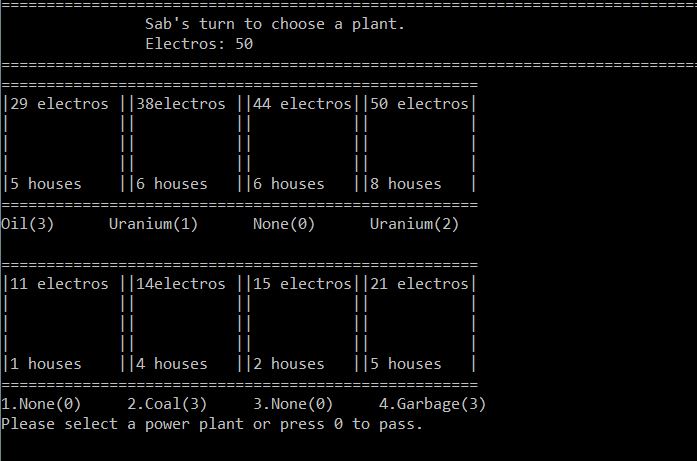 ================================================================================
Sab's turn to choose a plant.
Electros: 50
================================================================================
=====================================================
|29 electros ||38electros ||44 electros||50 electros|
|            ||           ||           ||           |
|            ||           ||           ||           |
|            ||           ||           ||           |
|5 houses    ||6 houses   ||6 houses   ||8 houses   |
=====================================================
Oil(3)      Uranium(1)      None(0)      Uranium(2)
=====================================================
|11 electros ||14electros ||15 electros||21 electros|
|            ||           ||           ||           |
|            ||           ||           ||           |
|            ||           ||           ||           |
|1 houses    ||4 houses   ||2 houses   ||5 houses   |
=====================================================
1.None(0)     2.Coal(3)     3.None(0)     4.Garbage(3)
Please select a power plant or press 0 to pass.